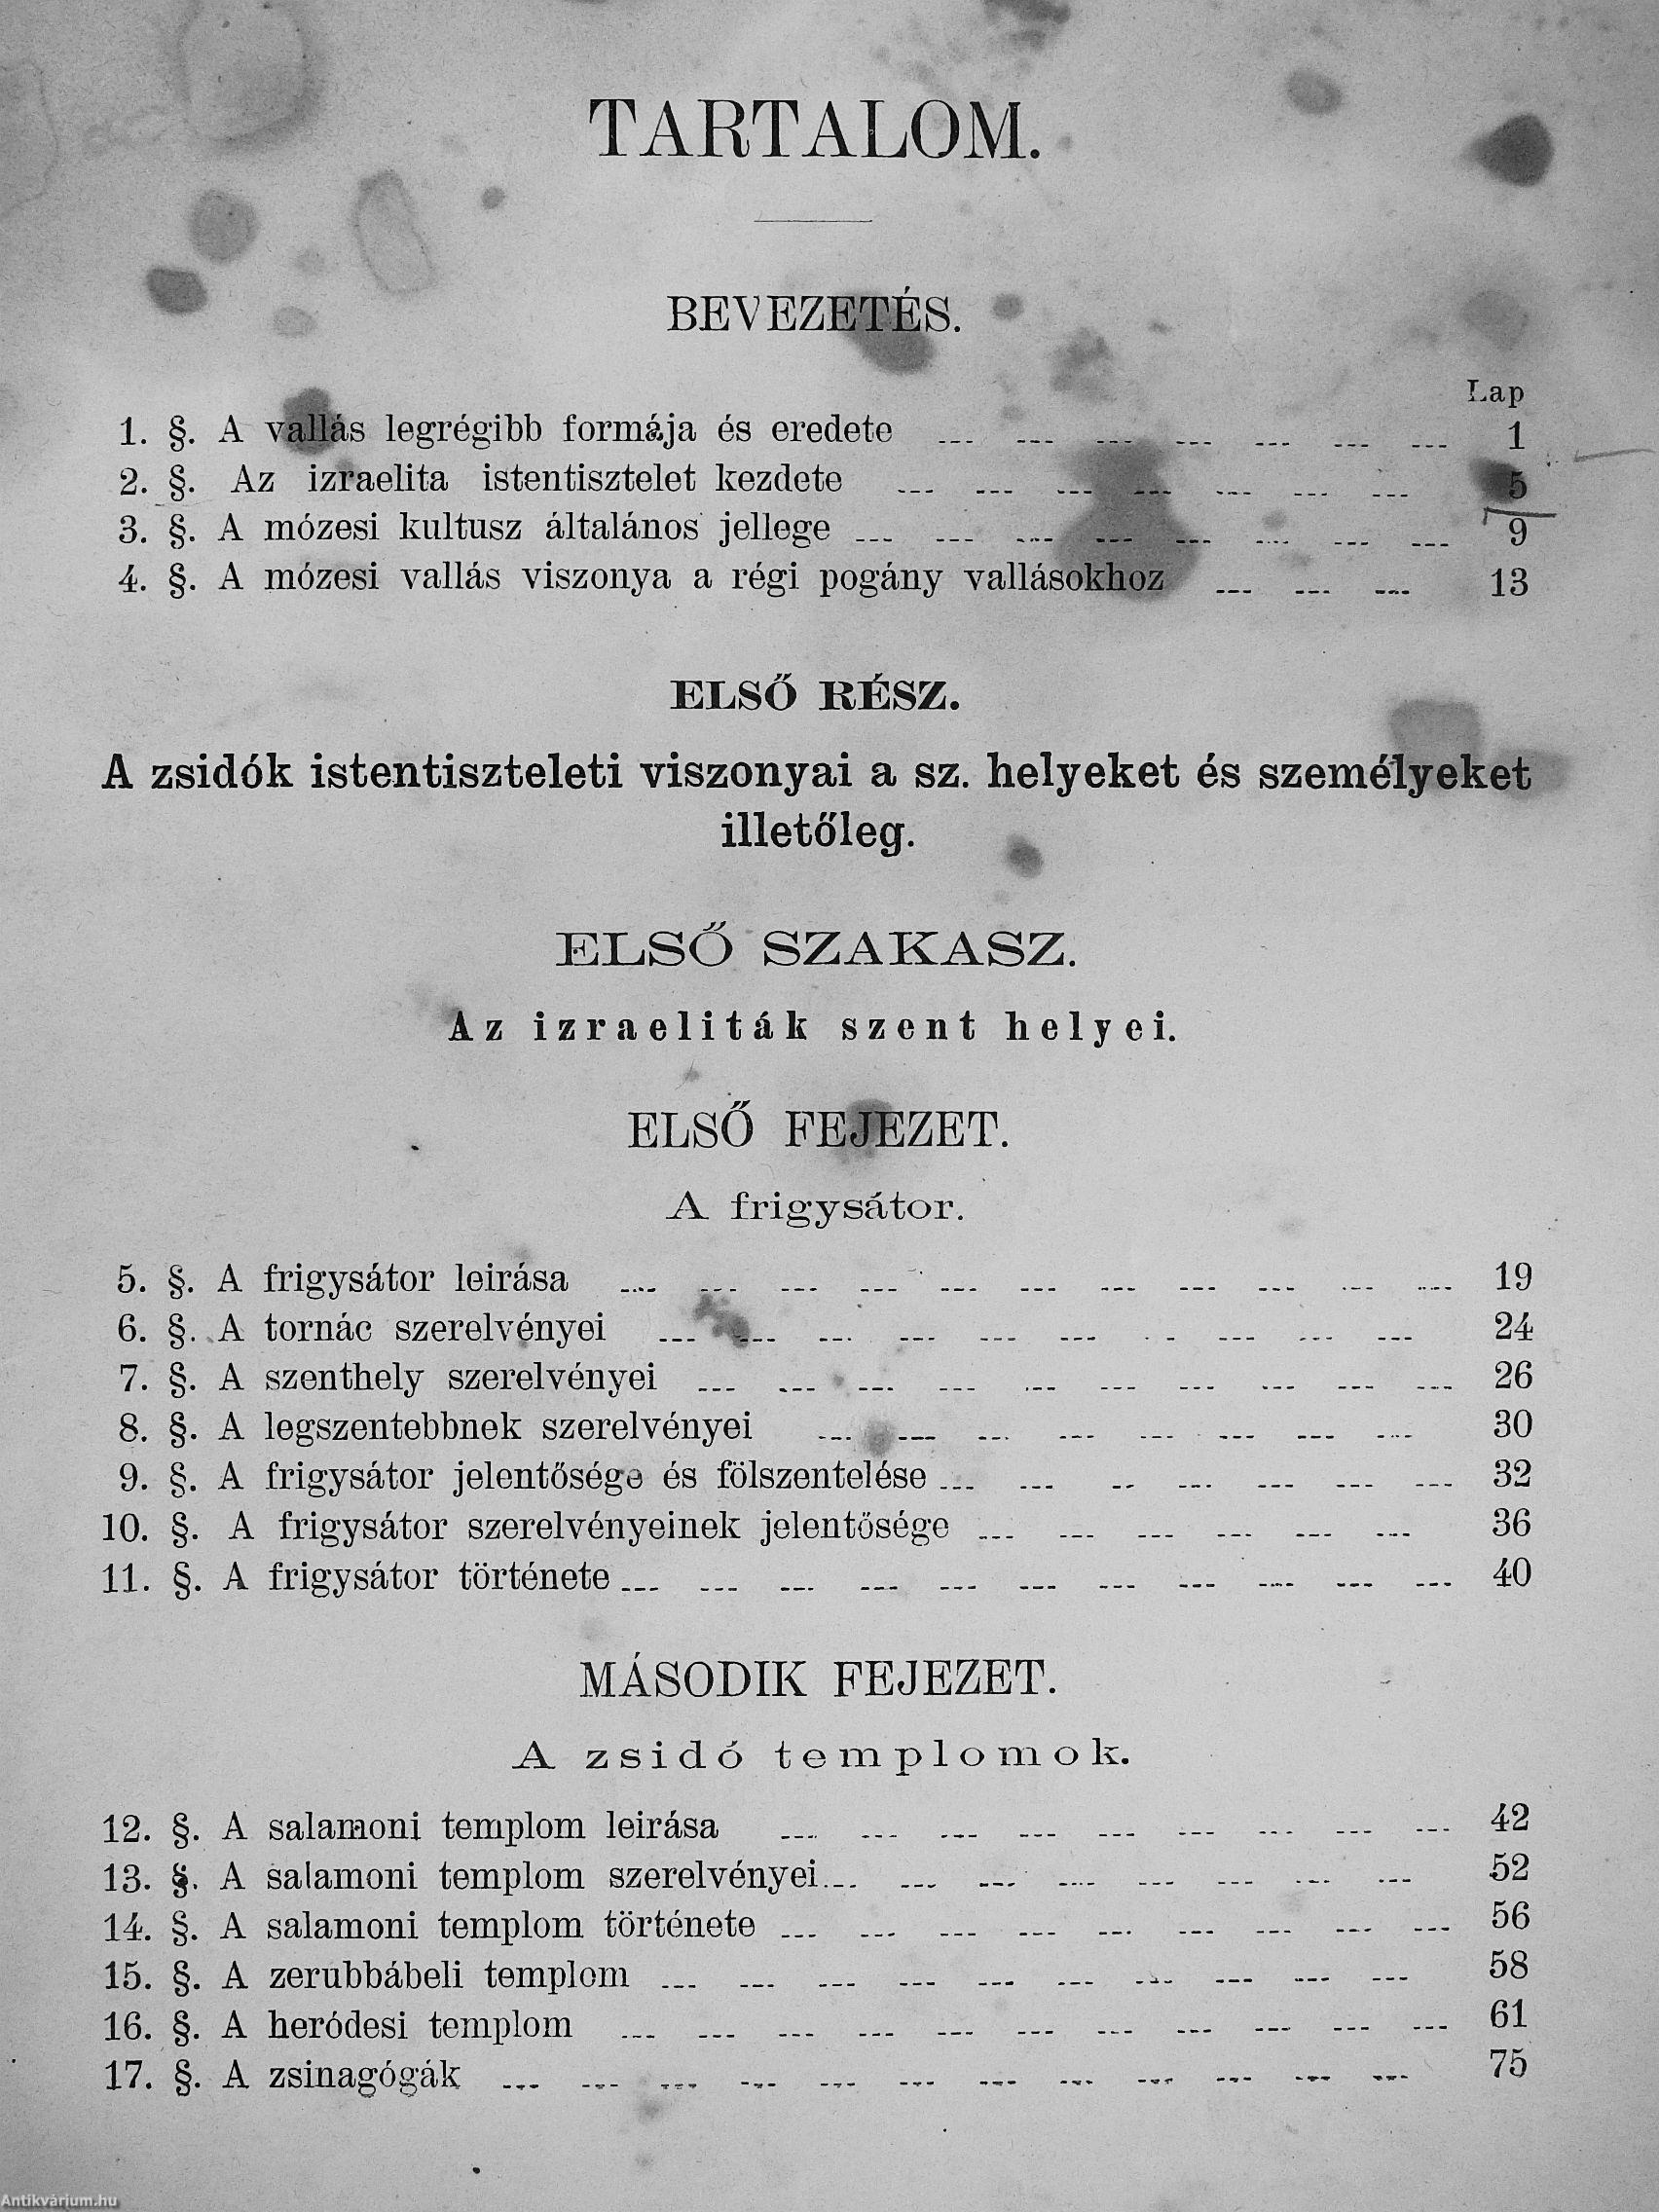 TARTALOM.
BEVEZETÉS.
Lap
1. §. A vallás legrégibb formája és eredete --- --- --- --- --- --- --- 1
2. §. Az izraelita istentisztelet kezdete --- --- --- --- --- --- --- 5
3. §. A mózesi kultusz általános jellege --- --- --- --- --- --- --- --- 9
4. §. A mózesi vallás viszonya a régi pogány vallásokhoz --- --- --- 13
ELSŐ RÉSZ.
A zsidók istentiszteleti viszonyai a sz. helyeket és személyeket
illetőleg.
ELSŐ SZAKASZ.
Az izraeliták szent helyei.
ELSŐ FEJEZET.
A frigysátor.
5. §. A frigysátor leirása --- --- --- --- --- --- --- --- --- --- --- 19
6. §. A tornác szerelvényei --- --- --- --- --- --- --- --- --- --- 24
7. §. A szenthely szerelvényei --- --- --- --- --- --- --- --- --- --- 26
8. §. A legszentebbnek szerelvényei --- --- --- --- --- --- --- --- 30
9. §. A frigysátor jelentősége és fölszentelése --- --- --- --- --- --- --- 32
10. §. A frigysátor szerelvényeinek jelentősége --- --- --- --- --- --- 36
11. §. A frigysátor története --- --- --- --- --- --- --- --- --- --- --- 40
MÁSODIK FEJEZET.
A zsidó templomok.
12. §. A salamoni templom leirása --- --- --- --- --- --- --- --- --- 42
13. §. A salamoni templom szerelvényei --- --- --- --- --- --- --- --- 52
14. §. A salamoni templom története --- --- --- --- --- --- --- --- --- 56
15. §. A zerubbábeli templom --- --- --- --- --- --- --- --- --- --- 58
16. §. A heródesi templom --- --- --- --- --- --- --- --- --- --- --- 61
17. §. A zsinagógák --- --- --- --- --- --- --- --- --- --- --- --- 75
Antikvárium.hu